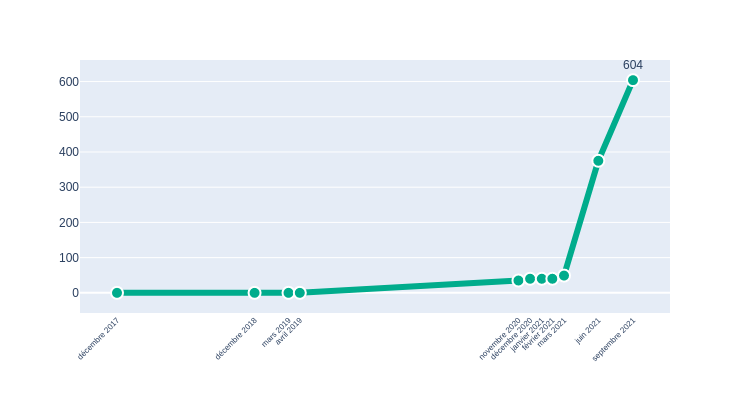 604
600
500
400
300
200
100
0
décembre 2017
décembre 2018
mars 2019
avril 2019
novembre 2020
décembre 2020
janvier 2021
février 2021
mars 2021
juin 2021
septembre 2021